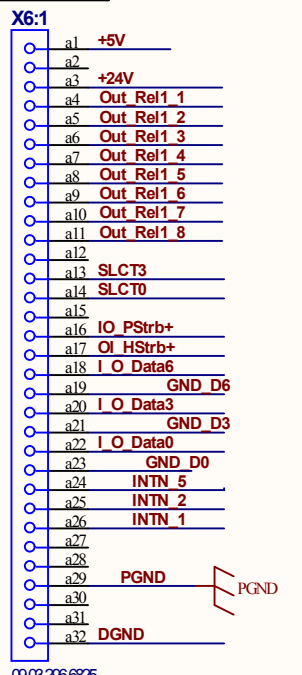 X6:1
a1 +5V
a2
a3 +24V
a4 Out_Rel1_1
a5 Out_Rel1_2
a6 Out_Rel1_3
a7 Out_Rel1_4
a8 Out_Rel1_5
a9 Out_Rel1_6
a10 Out_Rel1_7
a11 Out_Rel1_8
a12
a13 SLCT3
a14 SLCT0
a15
a16 IO_PStrb+
a17 OI_HStrb+
a18 I_O_Data6
a19 GND_D6
a20 I_O_Data3
a21 GND_D3
a22 I_O_Data0
a23 GND_D0
a24 INTN_5
a25 INTN_2
a26 INTN_1
a27
a28
a29 PGND PGND
a30
a31
a32 DGND